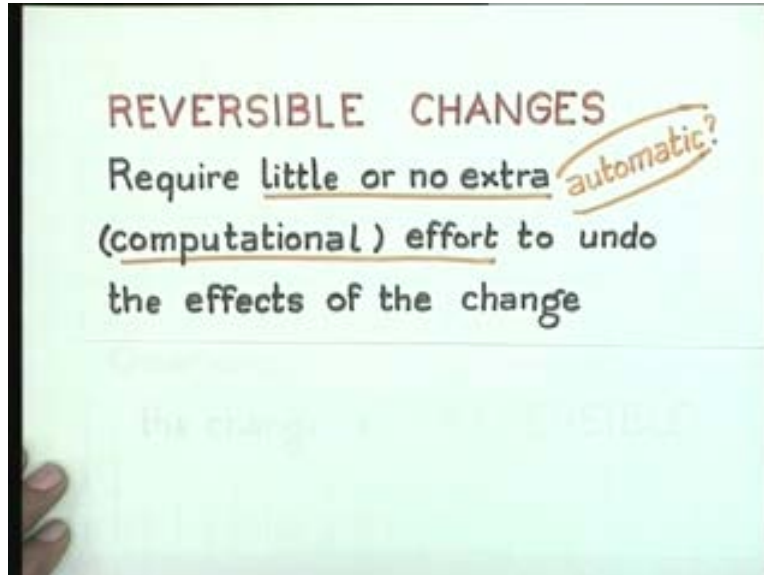 REVERSIBLE CHANGES
Require little or no extra automatic?
(computational) effort to undo
the effects of the change